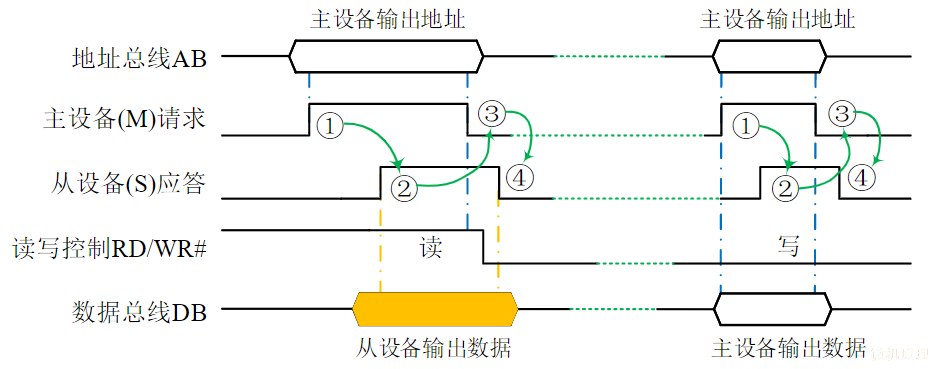 主设备输出地址 主设备输出地址
地址总线AB
主设备(M)请求 ① ③ ① ③
从设备(S)应答 ② ④ ② ④
读写控制RD/WR# 读 写
数据总线DB
从设备输出数据 主设备输出数据